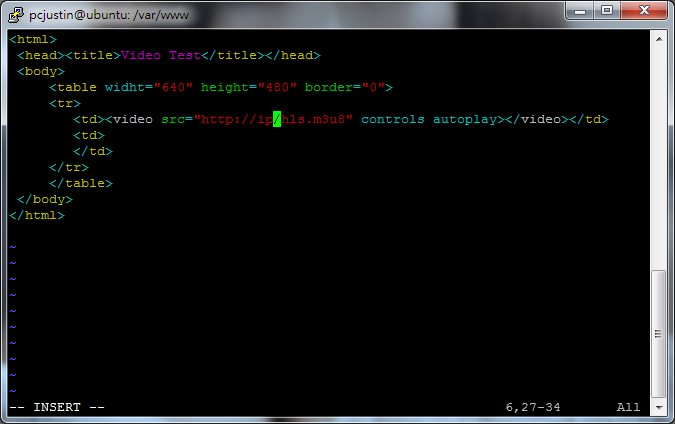 pcjustin@ubuntu: /var/www
<html>
<head><title>Video Test</title></head>
<body>
<table widht="640" height="480" border="0">
<tr>
<td><video src="http://ip/hls.m3u8" controls autoplay></video></td>
<td>
</td>
</tr>
</table>
</body>
</html>
~
~
~
~
~
~
~
~
~
~
-- INSERT -- 6,27-34 All